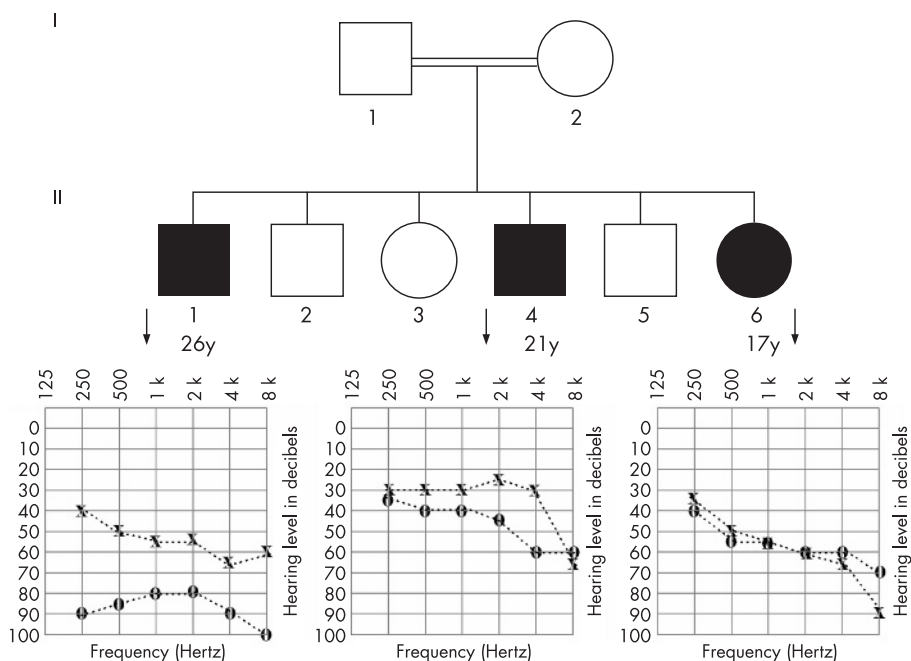 I
1 2
II
1 2 3 4 5 6
26y 21y 17y
125 250 500 1 k 2 k 4 k 8 k
0
10
20
30
40
50
60
70
80
90
100
Hearing level in decibels
Frequency (Hertz)
125 250 500 1 k 2 k 4 k 8 k
0
10
20
30
40
50
60
70
80
90
100
Hearing level in decibels
Frequency (Hertz)
125 250 500 1 k 2 k 4 k 8 k
0
10
20
30
40
50
60
70
80
90
100
Hearing level in decibels
Frequency (Hertz)